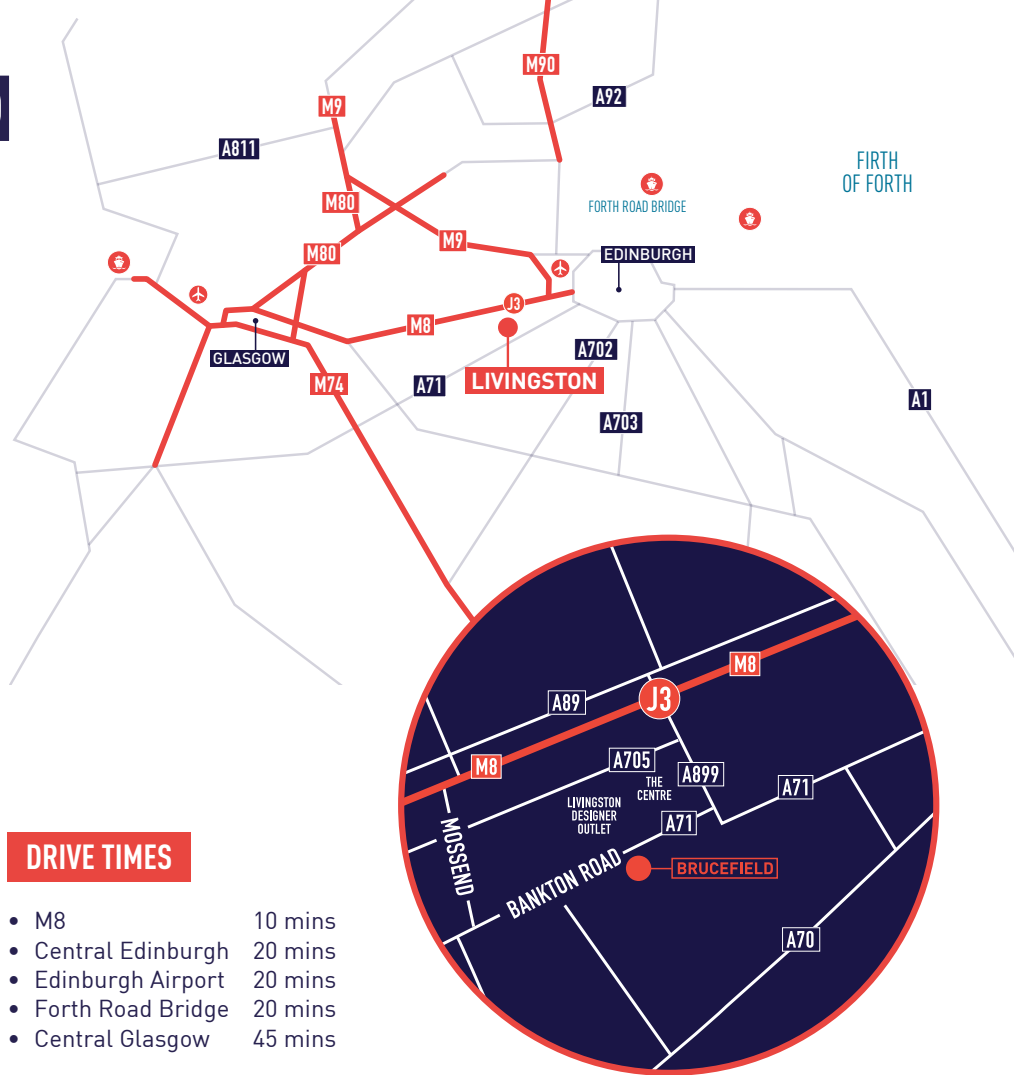 M90
A92
M9
A811
FIRTH
OF FORTH
M80
FORTH ROAD BRIDGE
M9
M80
EDINBURGH
J3
M8
GLASGOW
A702
M74
A71
LIVINGSTON
A1
A703
M8
J3
A89
A705
M8
THE
CENTRE
A899
A71
LIVINGSTON
DESIGNER
OUTLET
A71
MOSSEND
BANKTON ROAD
BRUCEFIELD
A70
DRIVE TIMES
• M8 10 mins
• Central Edinburgh 20 mins
• Edinburgh Airport 20 mins
• Forth Road Bridge 20 mins
• Central Glasgow 45 mins